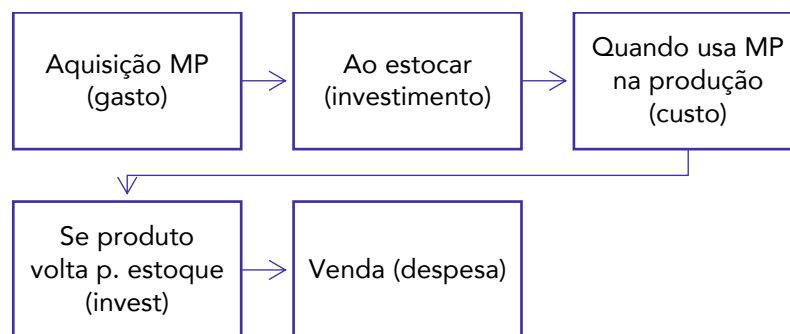 Aquisição MP
(gasto)
Ao estocar
(investimento)
Quando usa MP
na produção
(custo)
Se produto
volta p. estoque
(invest)
Venda (despesa)